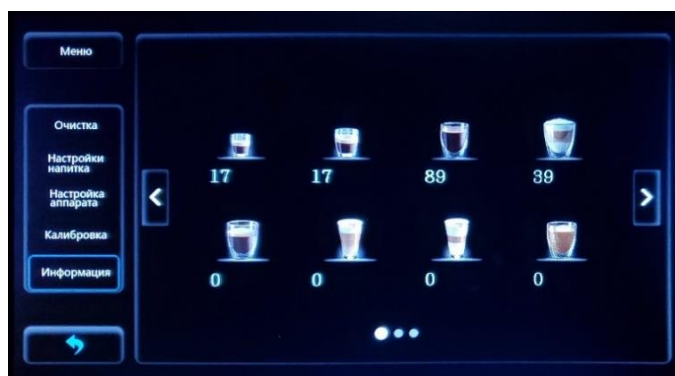 Меню
Очистка
Настройки
напитка
Настройка
аппарата
Калибровка
Информация
17 17 89 39
0 0 0 0